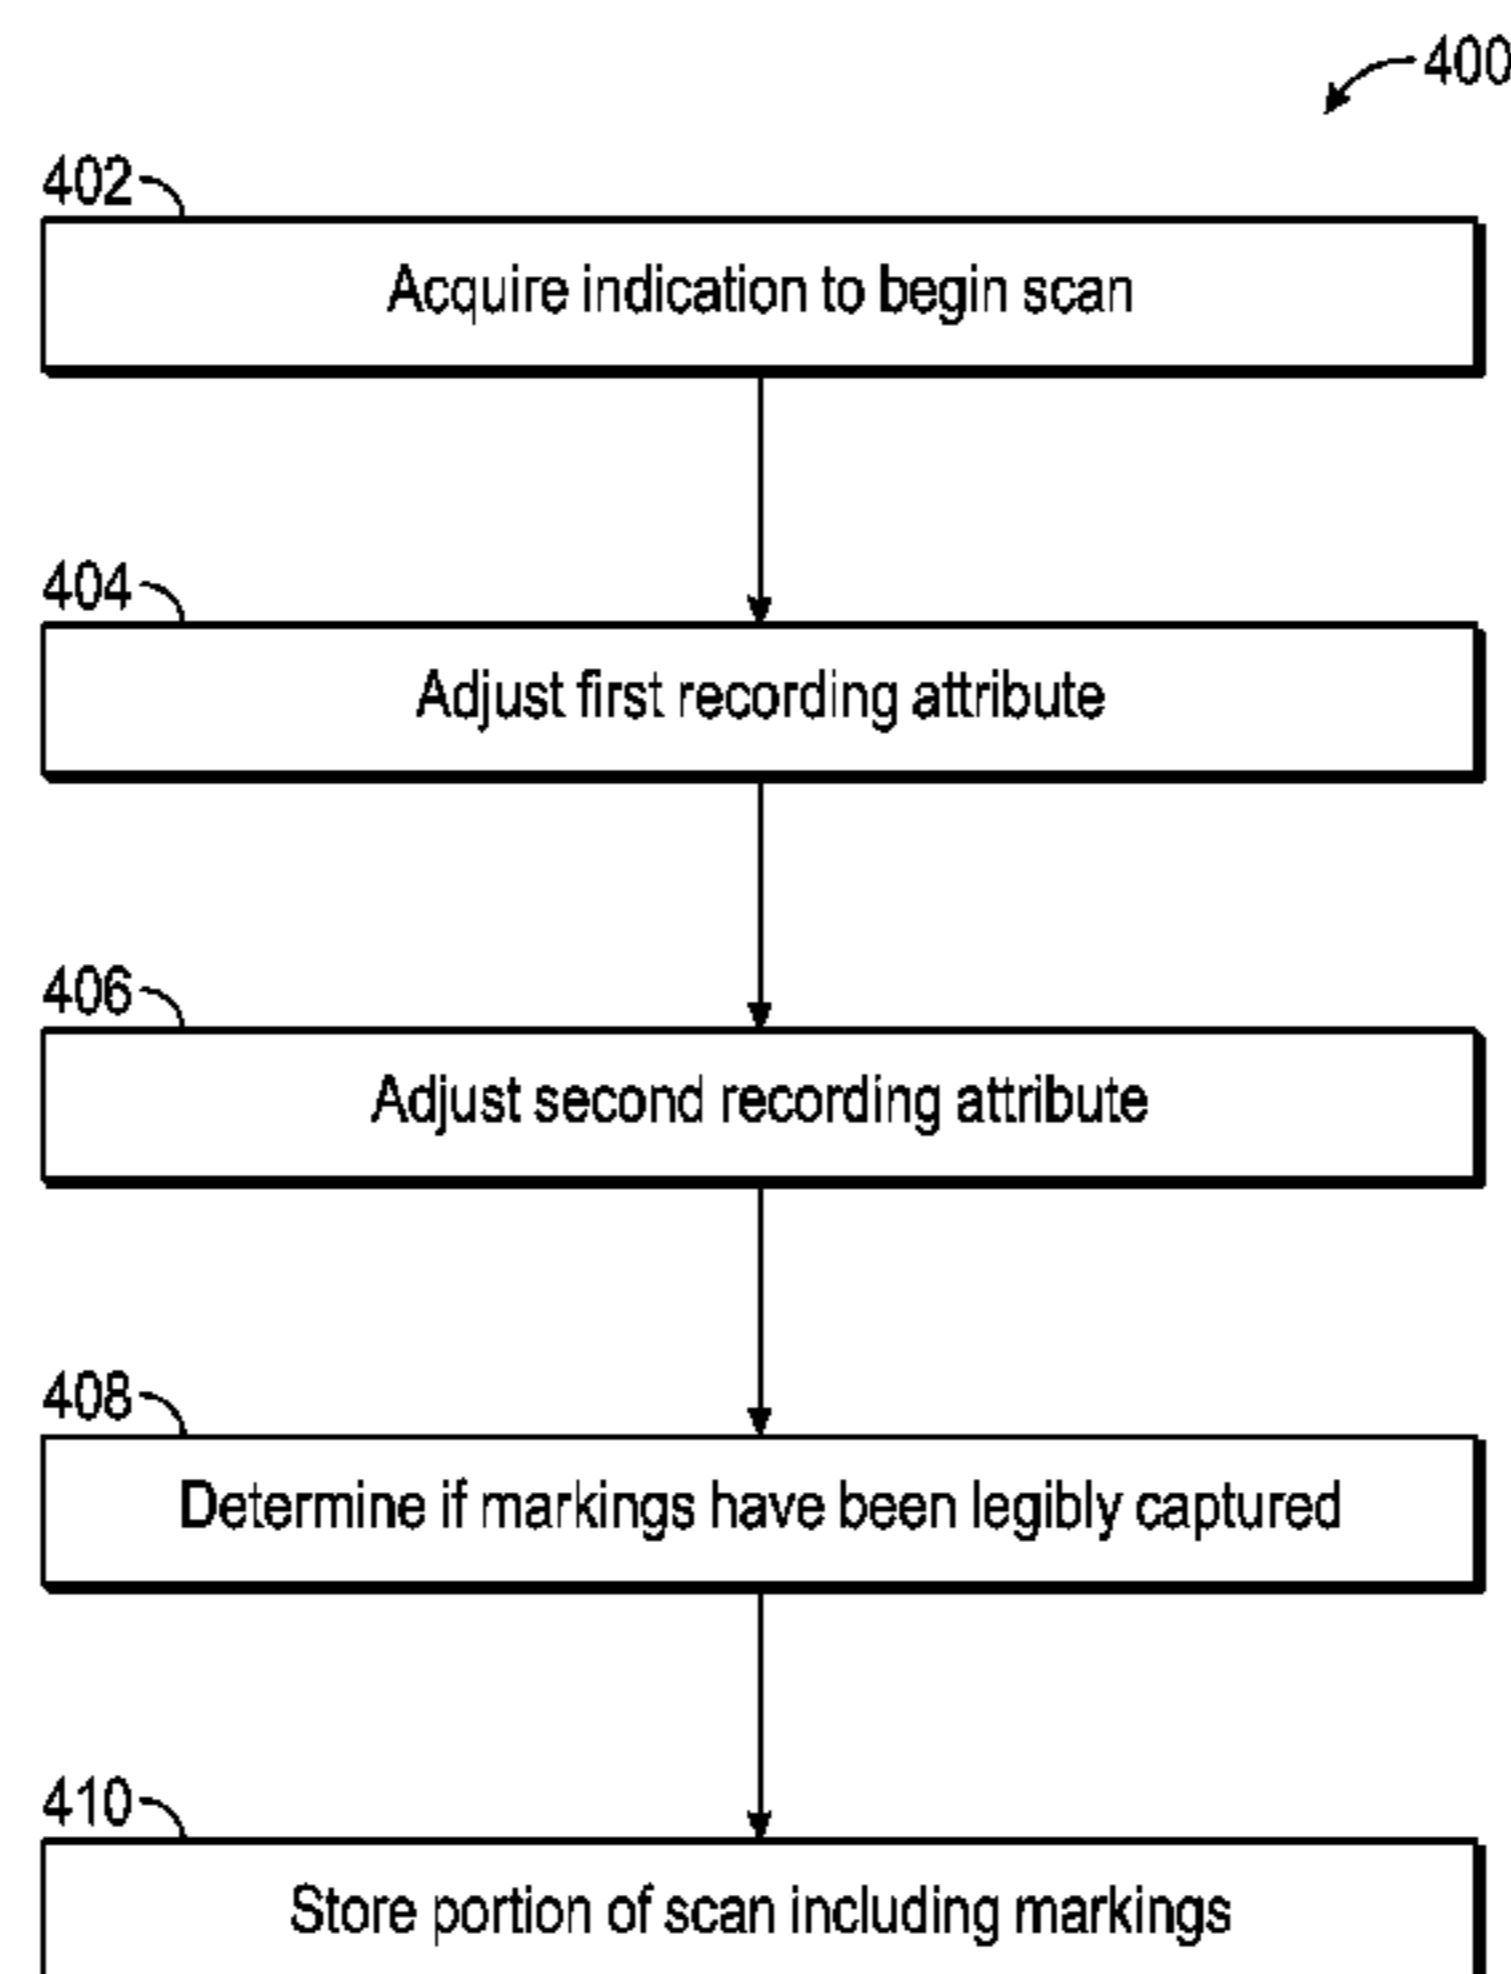 400
402
Acquire indication to begin scan
404
Adjust first recording attribute
406
Adjust second recording attribute
408
Determine if markings have been legibly captured
410
Store portion of scan including markings